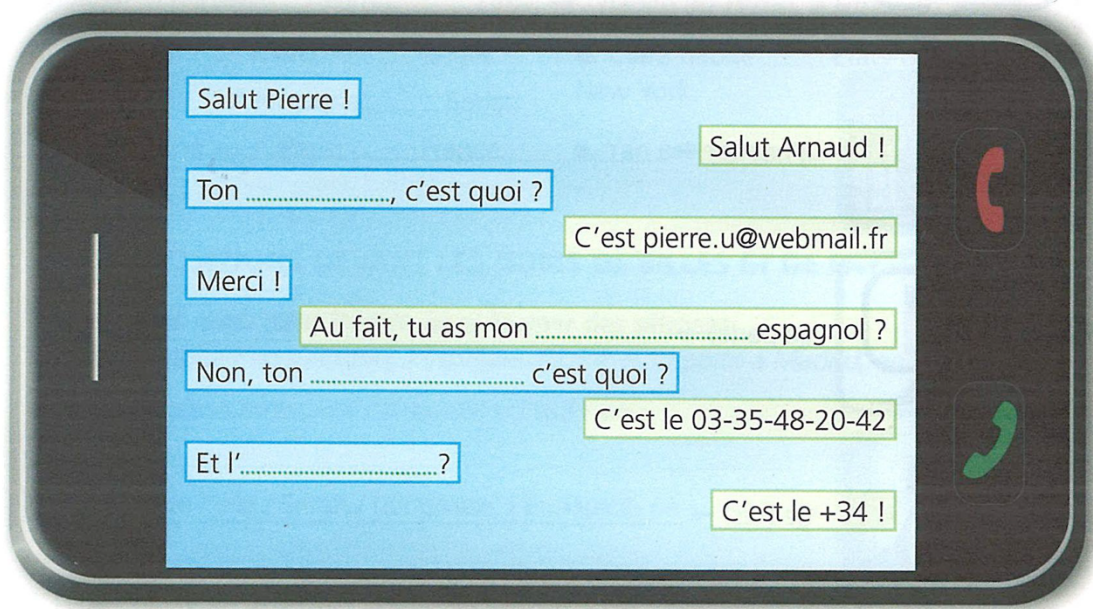 Salut Pierre !
Salut Arnaud !
Ton ........................, c'est quoi ?
C'est pierre.u@webmail.fr
Merci !
Au fait, tu as mon .................................... espagnol ?
Non, ton .................................... c'est quoi ?
C'est le 03-35-48-20-42
Et l'.................................?
C'est le +34 !